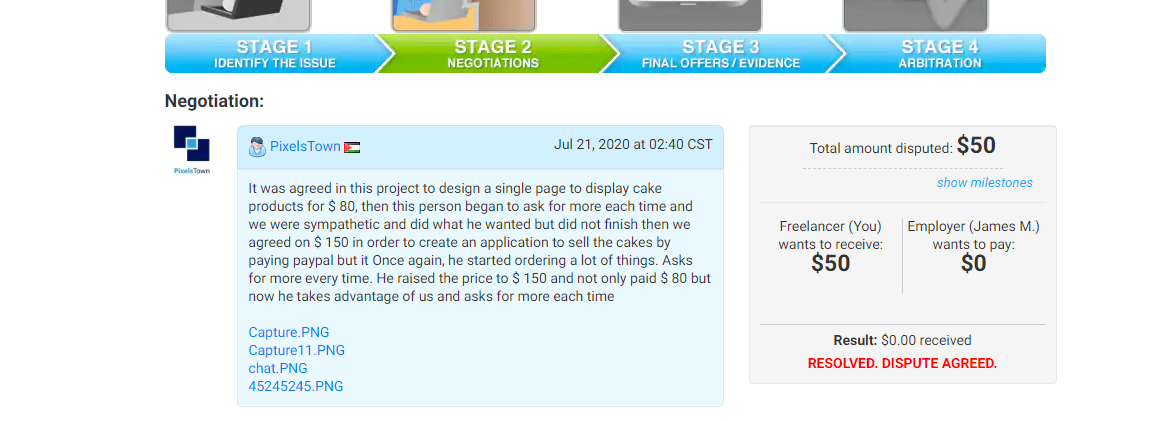 STAGE 1
IDENTIFY THE ISSUE
STAGE 2
NEGOTIATIONS
STAGE 3
FINAL OFFERS / EVIDENCE
STAGE 4
ARBITRATION
Negotiation:
PixelsTown
PixelsTown
Jul 21, 2020 at 02:40 CST
It was agreed in this project to design a single page to display cake
products for $ 80, then this person began to ask for more each time and
we were sympathetic and did what he wanted but did not finish then we
agreed on $ 150 in order to create an application to sell the cakes by
paying paypal but it Once again, he started ordering a lot of things. Asks
for more every time. He raised the price to $ 150 and not only paid $ 80 but
now he takes advantage of us and asks for more each time
Capture.PNG
Capture11.PNG
chat.PNG
45245245.PNG
Total amount disputed: $50
show milestones
Freelancer (You)
wants to receive:
$50
Employer (James M.)
wants to pay:
$0
Result: $0.00 received
RESOLVED. DISPUTE AGREED.